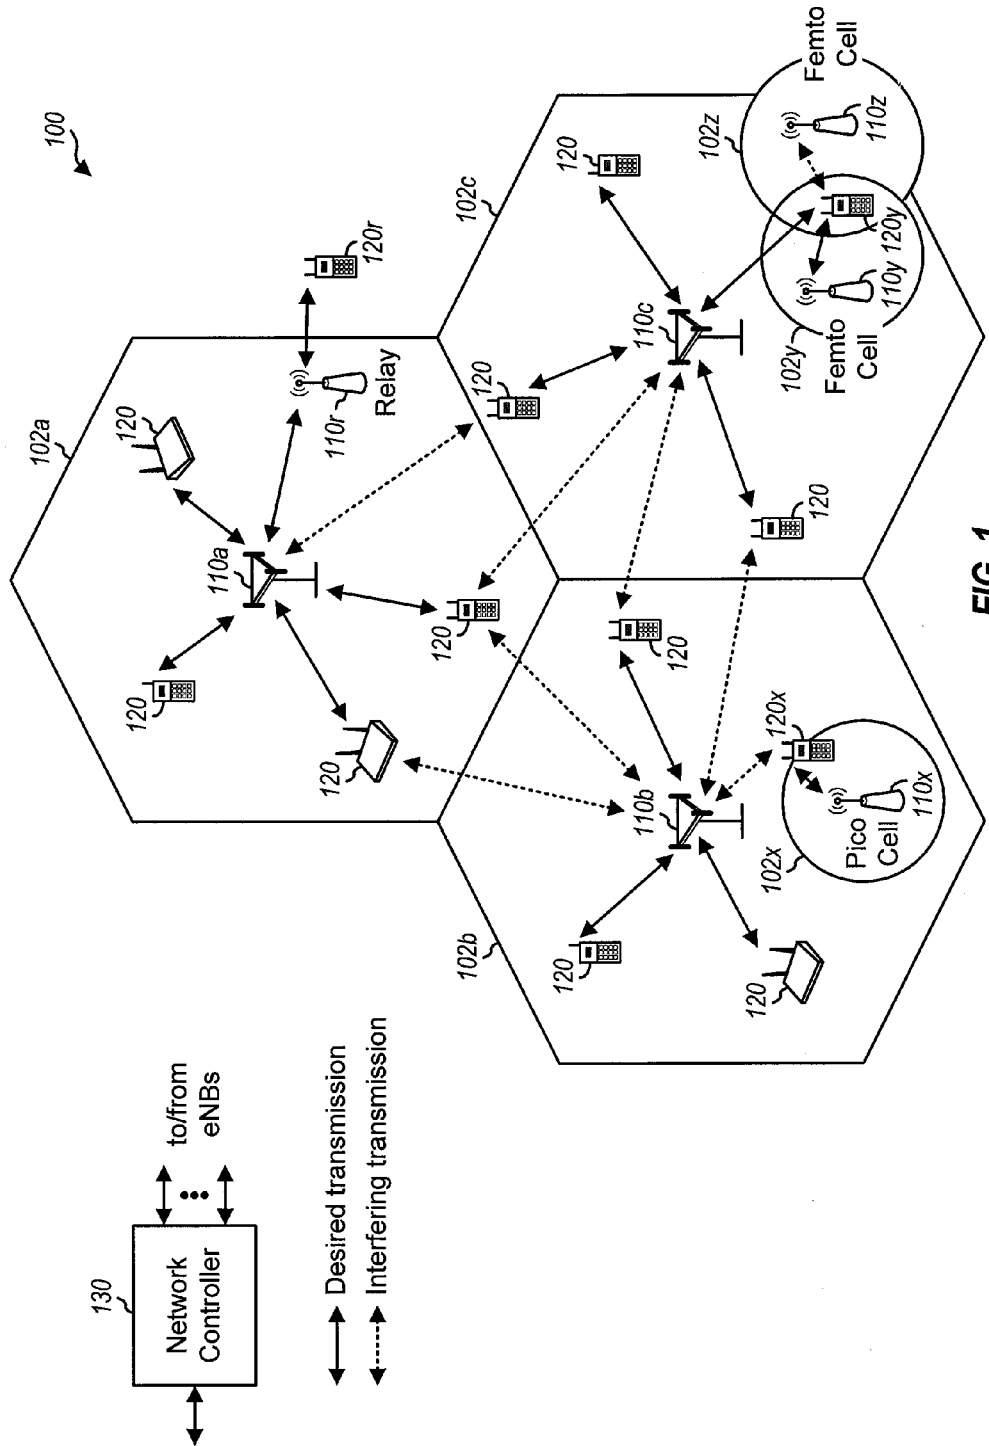 100
130
Network
Controller
to/from
eNBs
Desired transmission
Interfering transmission
102a
120
120
110a
120
120
110r
Relay
120r
120
102b
120
110b
120
120
102x
Pico
Cell
110x
120x
102c
120
120
110c
120
102y
Femto
Cell
110y
120y
102z
110z
Femto
Cell
FIG. 1